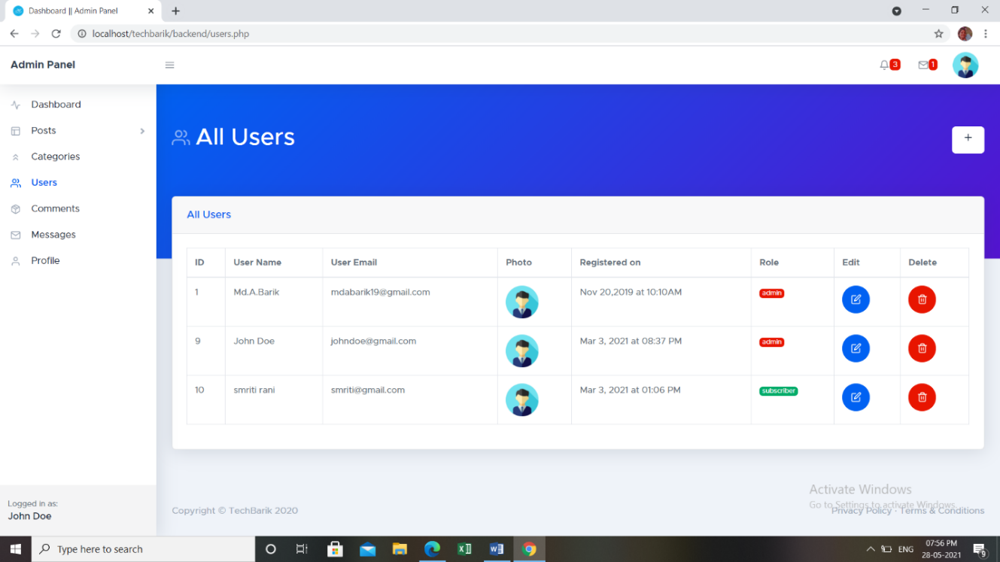 Dashboard || Admin Panel
localhost/techbarik/backend/users.php
Admin Panel
3
1
Dashboard
Posts
Categories
Users
Comments
Messages
Profile
All Users
+
All Users
ID User Name User Email Photo Registered on Role Edit Delete
1 Md.A.Barik mdabarik19@gmail.com Nov 20,2019 at 10:10AM admin
9 John Doe johndoe@gmail.com Mar 3, 2021 at 08:37 PM admin
10 smriti rani smriti@gmail.com Mar 3, 2021 at 01:06 PM subscriber
Logged in as:
John Doe
Activate Windows
Go to Settings to activate Windows.
Copyright © TechBarik 2020
Privacy Policy · Terms & Conditions
Type here to search
ENG
07:56 PM
28-05-2021
9